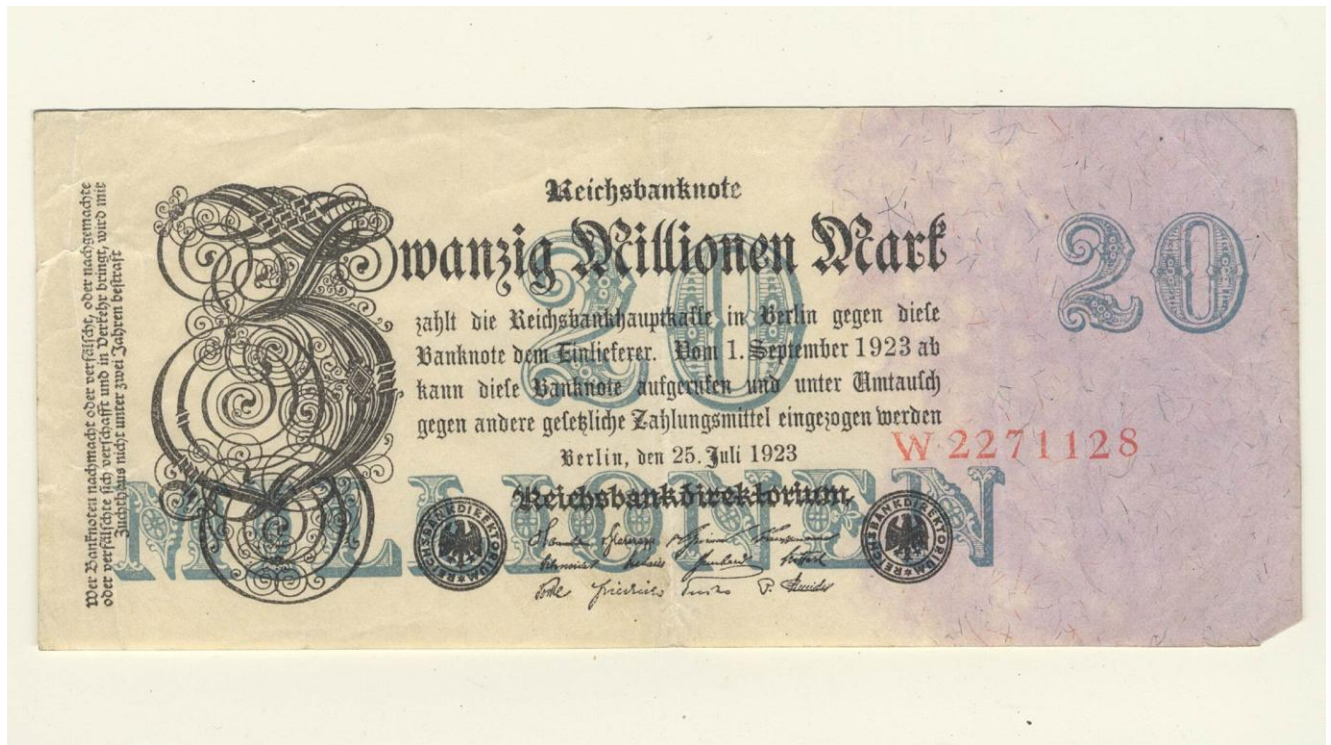 Wer Banknoten nachmacht oder verfälscht, oder nachgemachte
oder verfälschte sich verschafft und in Verkehr bringt, wird mit
Zuchthaus nicht unter zwei Jahren bestraft
Reichsbanknote
Zwanzig Millionen Mark
20
20
zahlt die Reichsbankhauptkasse in Berlin gegen diese
Banknote dem Einlieferer. Vom 1. September 1923 ab
kann diese Banknote aufgerufen und unter Umtausch
gegen andere gesetzliche Zahlungsmittel eingezogen werden
W·2271128
Berlin, den 25. Juli 1923
Reichsbankdirektorium
MILLIONEN
REICHSBANKDIREKTORIUM
REICHSBANKDIREKTORIUM
Friedrich
P. Schneider